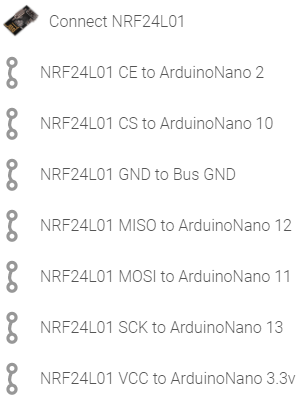 Connect NRF24L01
NRF24L01 CE to ArduinoNano 2
NRF24L01 CS to ArduinoNano 10
NRF24L01 GND to Bus GND
NRF24L01 MISO to ArduinoNano 12
NRF24L01 MOSI to ArduinoNano 11
NRF24L01 SCK to ArduinoNano 13
NRF24L01 VCC to ArduinoNano 3.3v